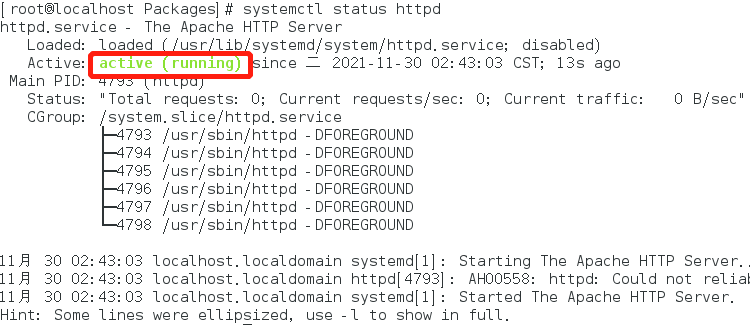 [root@localhost Packages]# systemctl status httpd
httpd.service - The Apache HTTP Server
Loaded: loaded (/usr/lib/systemd/system/httpd.service; disabled)
Active: active (running) since 二 2021-11-30 02:43:03 CST; 13s ago
Main PID: 4793 (httpd)
Status: "Total requests: 0; Current requests/sec: 0; Current traffic:   0 B/sec"
CGroup: /system.slice/httpd.service
├─4793 /usr/sbin/httpd -DFOREGROUND
├─4794 /usr/sbin/httpd -DFOREGROUND
├─4795 /usr/sbin/httpd -DFOREGROUND
├─4796 /usr/sbin/httpd -DFOREGROUND
├─4797 /usr/sbin/httpd -DFOREGROUND
└─4798 /usr/sbin/httpd -DFOREGROUND
11月 30 02:43:03 localhost.localdomain systemd[1]: Starting The Apache HTTP Server..
11月 30 02:43:03 localhost.localdomain httpd[4793]: AH00558: httpd: Could not reliab
11月 30 02:43:03 localhost.localdomain systemd[1]: Started The Apache HTTP Server.
Hint: Some lines were ellipsized, use -l to show in full.